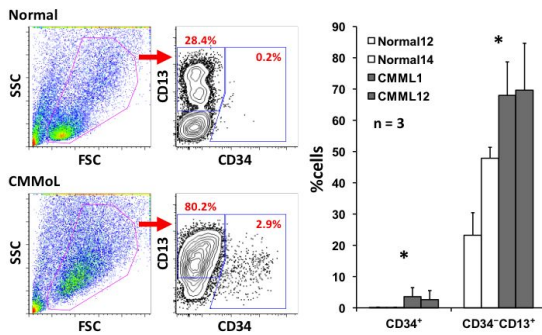 Normal
SSC
FSC
28.4%
0.2%
CD13
CD34
CMMoL
SSC
FSC
80.2%
2.9%
CD13
CD34
90
80
70
60
50
40
30
20
10
0
%cells
Normal12
Normal14
CMML1
CMML12
n = 3
*
*
CD34⁺
CD34⁻CD13⁺